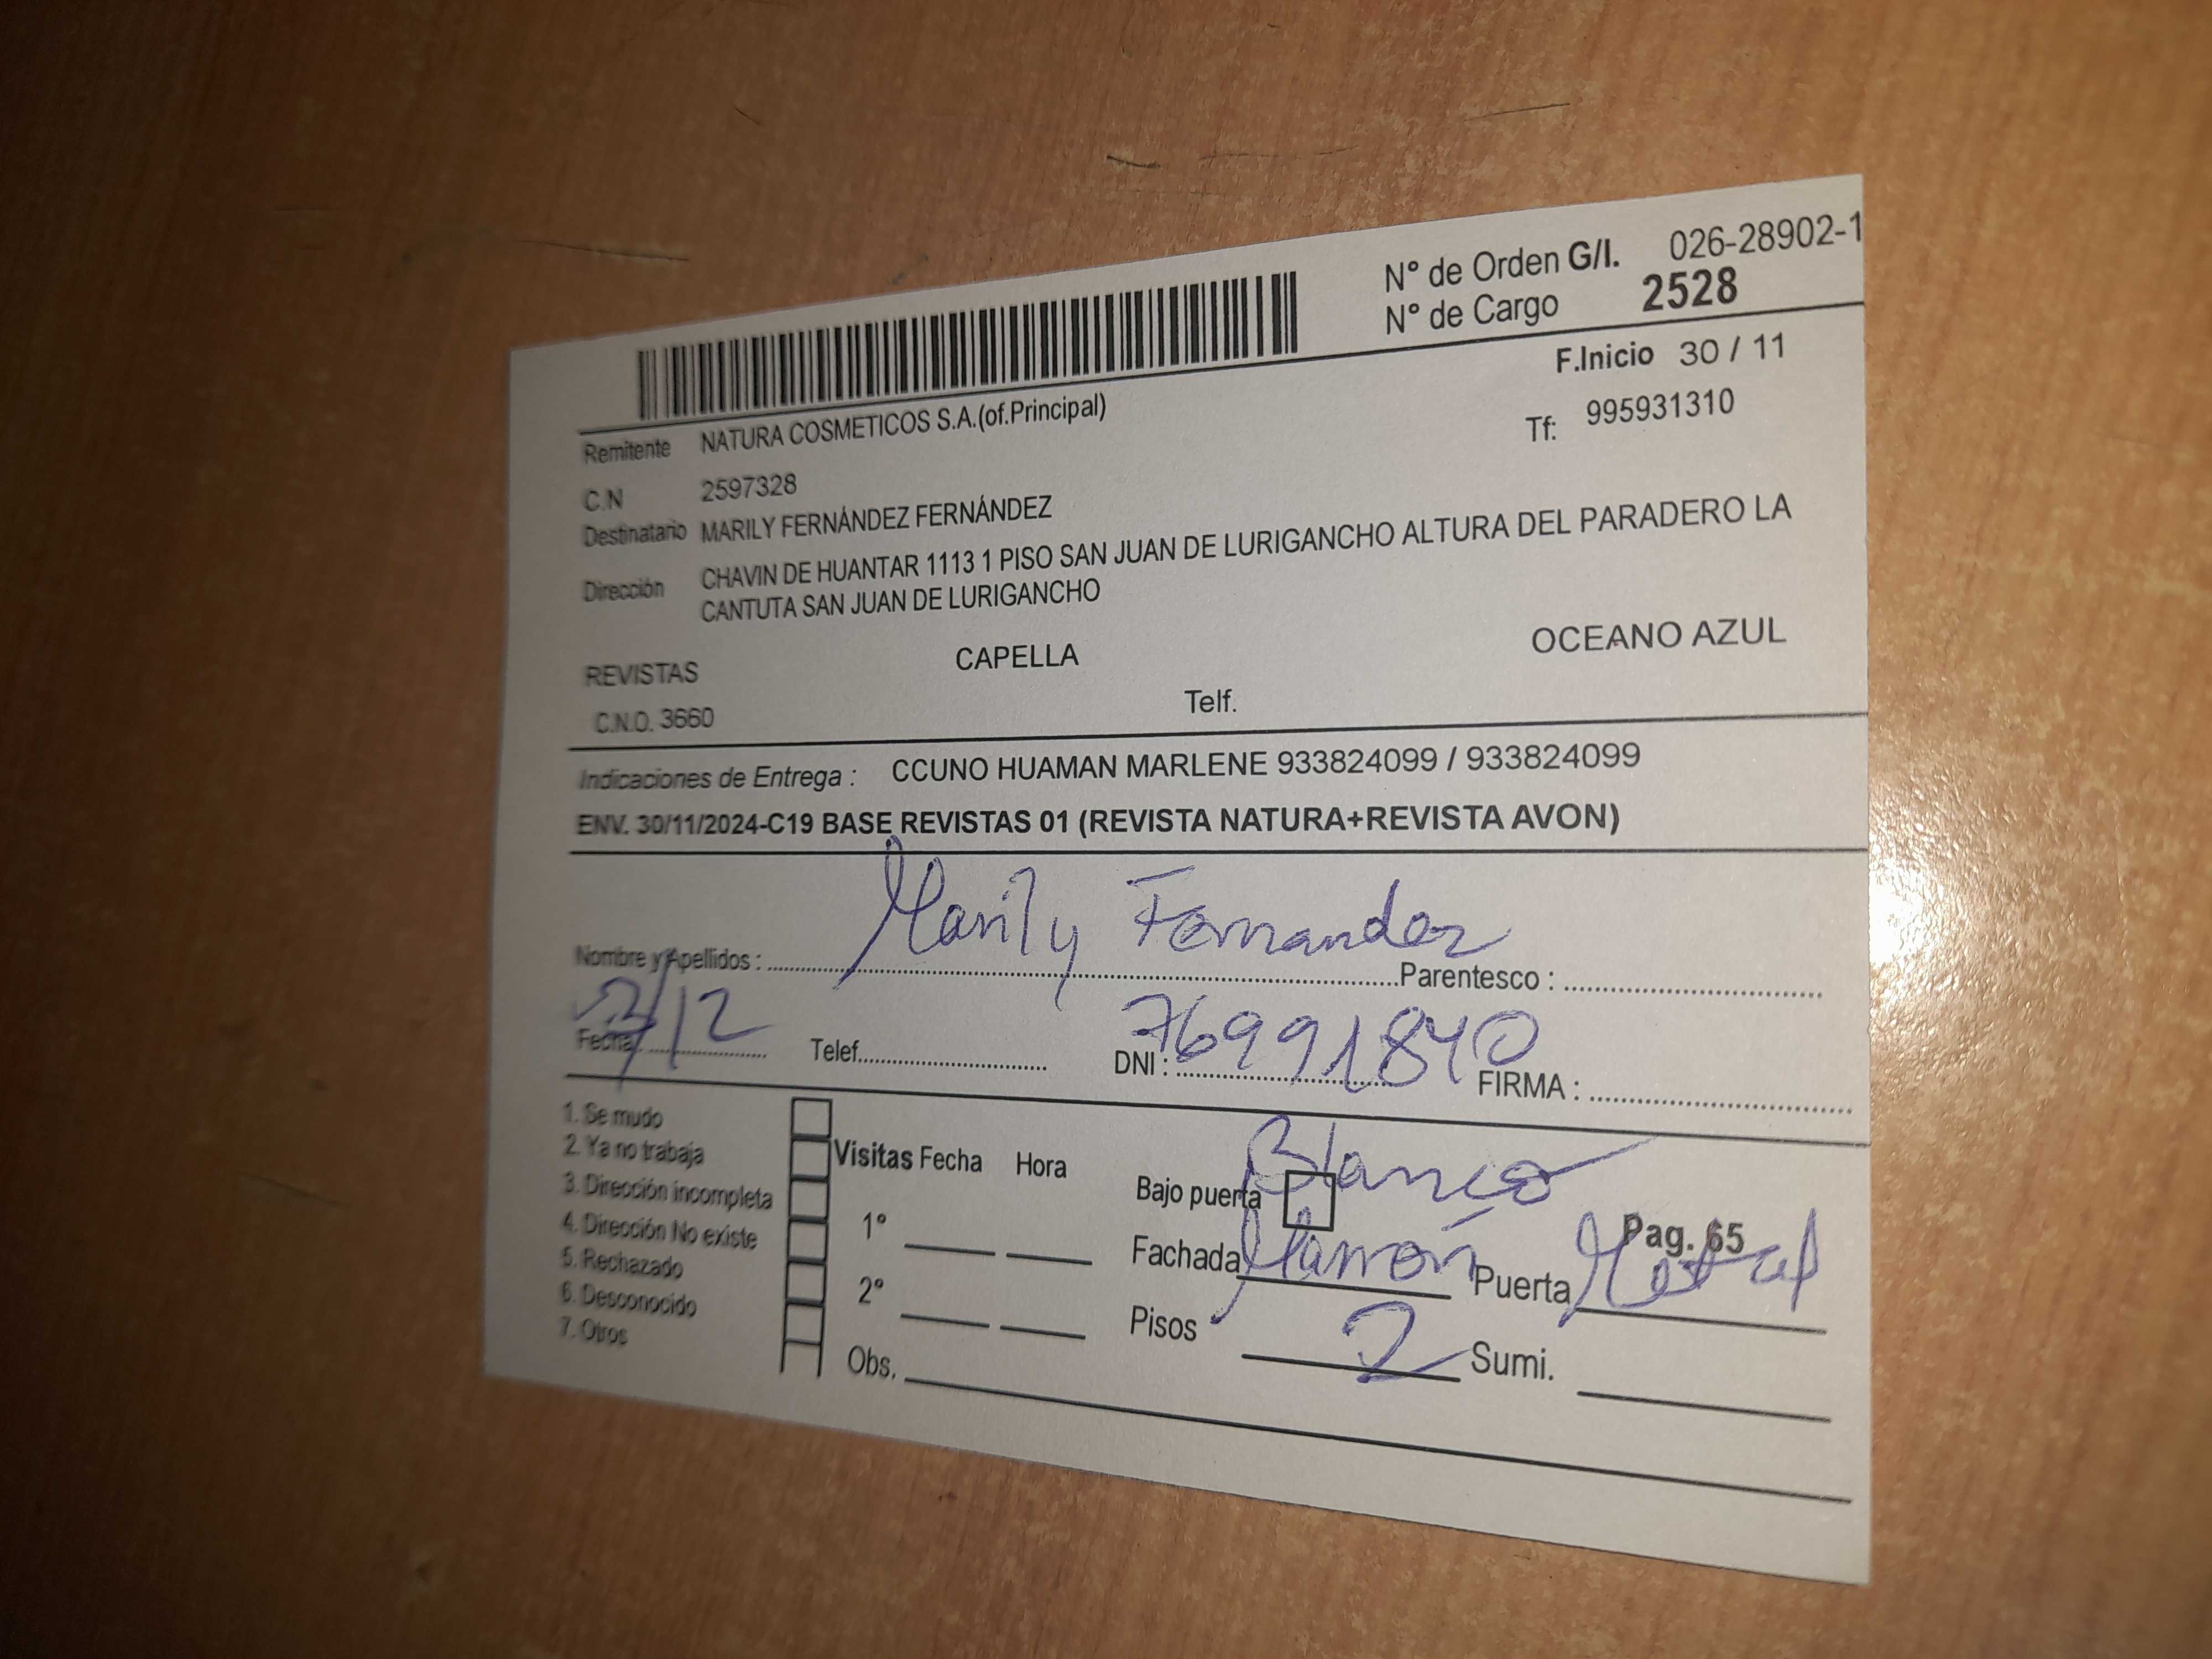 N° de Orden G/I. 026-28902-1
N° de Cargo 2528
F.Inicio 30 / 11
Remitente NATURA COSMETICOS S.A.(of.Principal)
Tf: 995931310
C.N 2597328
Destinatario MARILY FERNÁNDEZ FERNÁNDEZ
Dirección CHAVIN DE HUANTAR 1113 1 PISO SAN JUAN DE LURIGANCHO ALTURA DEL PARADERO LA
CANTUTA SAN JUAN DE LURIGANCHO
REVISTAS CAPELLA OCEANO AZUL
C.N.O. 3660 Telf.
Indicaciones de Entrega : CCUNO HUAMAN MARLENE 933824099 / 933824099
ENV. 30/11/2024-C19 BASE REVISTAS 01 (REVISTA NATURA+REVISTA AVON)
Nombre y Apellidos : Marily Fernandez Parentesco :
Fecha /12 Telef. DNI : 76991840 FIRMA :
1. Se mudo
2. Ya no trabaja
3. Dirección incompleta
4. Dirección No existe
5. Rechazado
6. Desconocido
7. Otros
Visitas Fecha Hora
1°
2°
Obs.
Bajo puerta Blanco
Pag. 65
Fachada Marrón Puerta Metal
Pisos 2 Sumi.